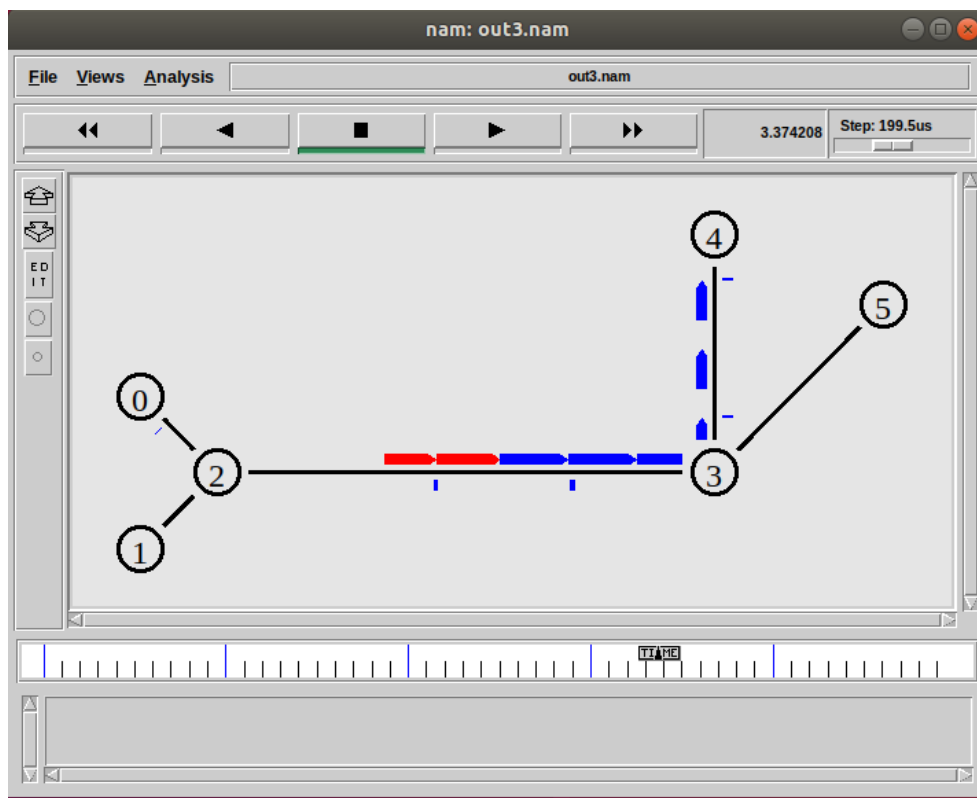 nam: out3.nam
File Views Analysis out3.nam
3.374208 Step: 199.5us
ED
IT
4
5
0
2 3
1
TIME